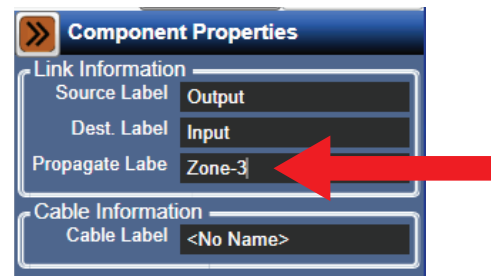 Component Properties
Link Information
Source Label Output
Dest. Label Input
Propagate Labe Zone-3
Cable Information
Cable Label <No Name>